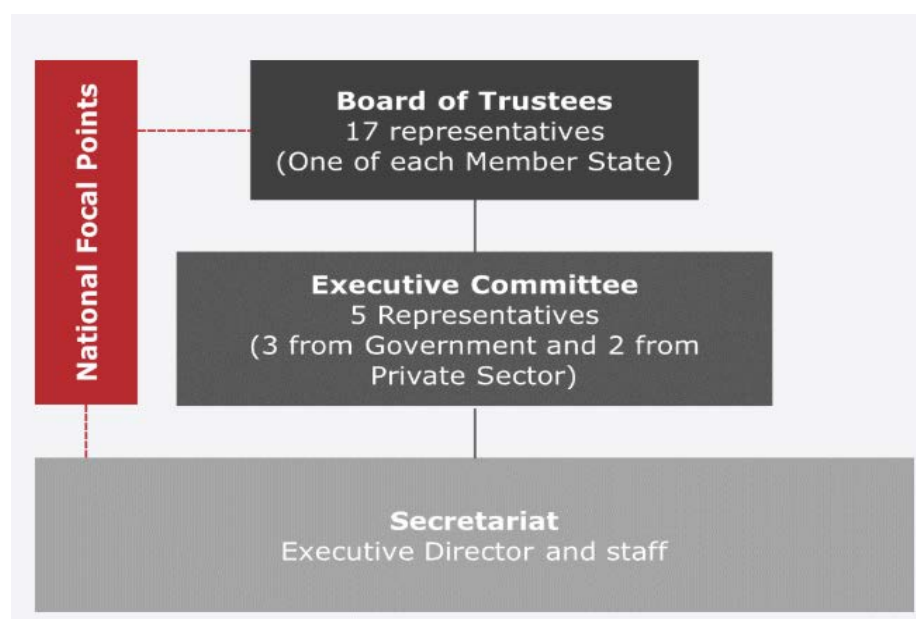 National Focal Points
Board of Trustees
17 representatives
(One of each Member State)
Executive Committee
5 Representatives
(3 from Government and 2 from
Private Sector)
Secretariat
Executive Director and staff